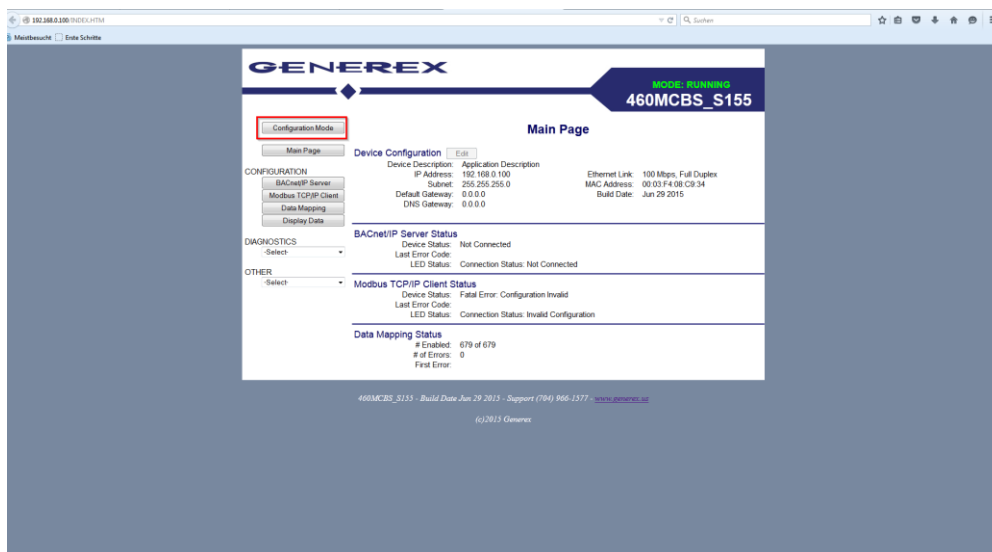 192.168.0.100/INDEX.HTM
Suchen
Meistbesucht Erste Schritte
GENEREX
MODE: RUNNING
460MCBS_S155
Configuration Mode
Main Page
Main Page
CONFIGURATION
BACnet/IP Server
Modbus TCP/IP Client
Data Mapping
Display Data
DIAGNOSTICS
-Select-
OTHER
-Select-
Device Configuration Edit
Device Description: Application Description
IP Address: 192.168.0.100 Ethernet Link: 100 Mbps, Full Duplex
Subnet: 255.255.255.0 MAC Address: 00:03:F4:08:C9:34
Default Gateway: 0.0.0.0 Build Date: Jun 29 2015
DNS Gateway: 0.0.0.0
BACnet/IP Server Status
Device Status: Not Connected
Last Error Code:
LED Status: Connection Status: Not Connected
Modbus TCP/IP Client Status
Device Status: Fatal Error: Configuration Invalid
Last Error Code:
LED Status: Connection Status: Invalid Configuration
Data Mapping Status
# Enabled: 679 of 679
# of Errors: 0
First Error:
460MCBS_S155 - Build Date Jun 29 2015 - Support (704) 966-1577 - www.generex.us
(c)2015 Generex